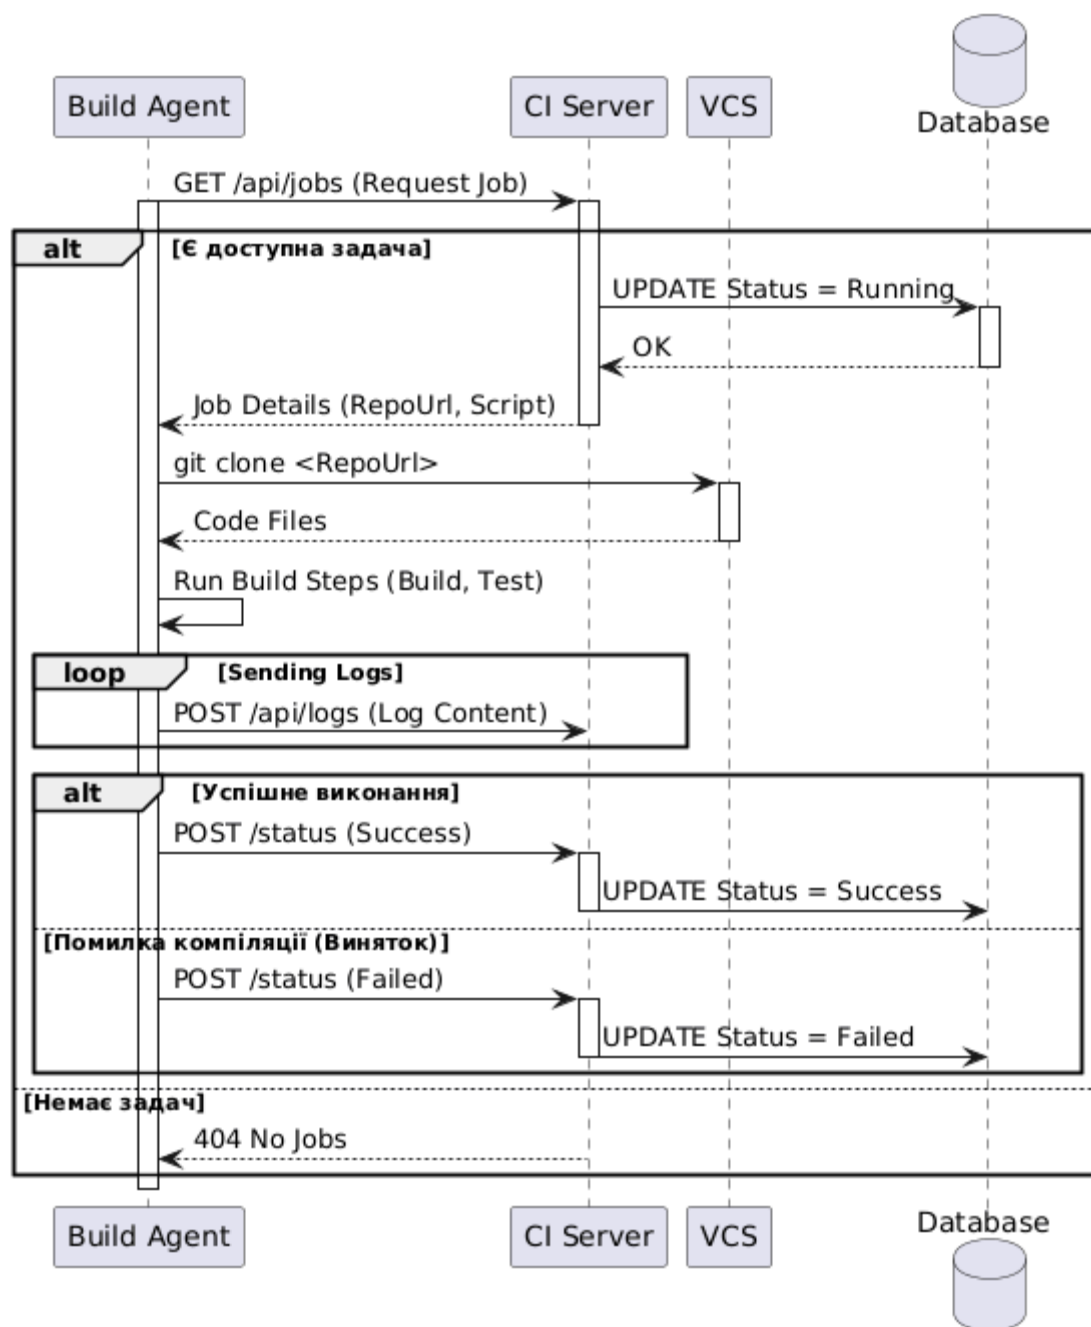 Database
Build Agent
CI Server
VCS
GET /api/jobs (Request Job)
alt
[Є доступна задача]
UPDATE Status = Running
OK
Job Details (RepoUrl, Script)
git clone <RepoUrl>
Code Files
Run Build Steps (Build, Test)
loop
[Sending Logs]
POST /api/logs (Log Content)
alt
[Успішне виконання]
POST /status (Success)
UPDATE Status = Success
[Помилка компіляції (Виняток)]
POST /status (Failed)
UPDATE Status = Failed
[Немає задач]
404 No Jobs
Build Agent
CI Server
VCS
Database